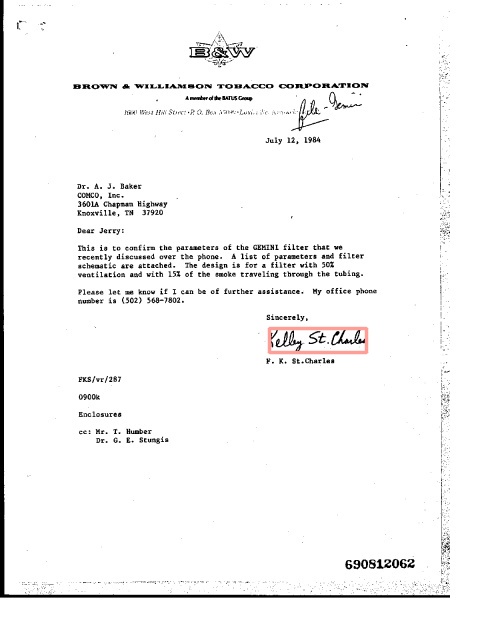 B&W
BROWN & WILLIAMSON TOBACCO CORPORATION
A member of the BATUS Group
1600 West Hill Street • P. O. Box
file - Gemini
July 12, 1984
Dr. A. J. Baker
COMCO, Inc.
3601A Chapman Highway
Knoxville, TN 37920
Dear Jerry:
This is to confirm the parameters of the GEMINI filter that we
recently discussed over the phone. A list of parameters and filter
schematic are attached. The design is for a filter with 50%
ventilation and with 15% of the smoke traveling through the tubing.
Please let me know if I can be of further assistance. My office phone
number is (502) 568-7802.
Sincerely,
Kelley St.Charles
F. K. St.Charles
FKS/vr/287
0900k
Enclosures
cc: Mr. T. Humber
Dr. G. E. Stungis
690812062